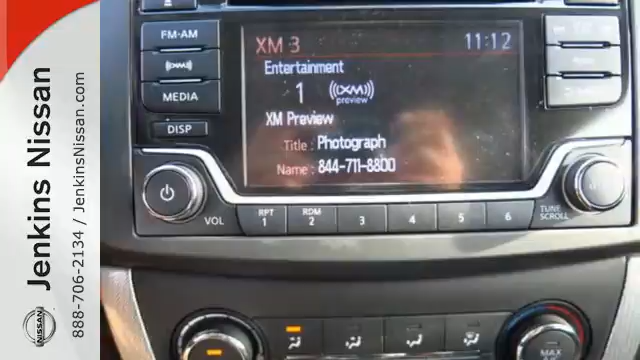 Jenkins Nissan
888-706-2134 / JenkinsNissan.com
NISSAN
FM·AM
((XM))
MEDIA
DISP
XM 3
11:12
Entertainment
1
((XM))
preview
XM Preview
Title : Photograph
Name : 844-711-8800
VOL
RPT
1
RDM
2
3
4
5
6
TUNE
SCROLL
MAX